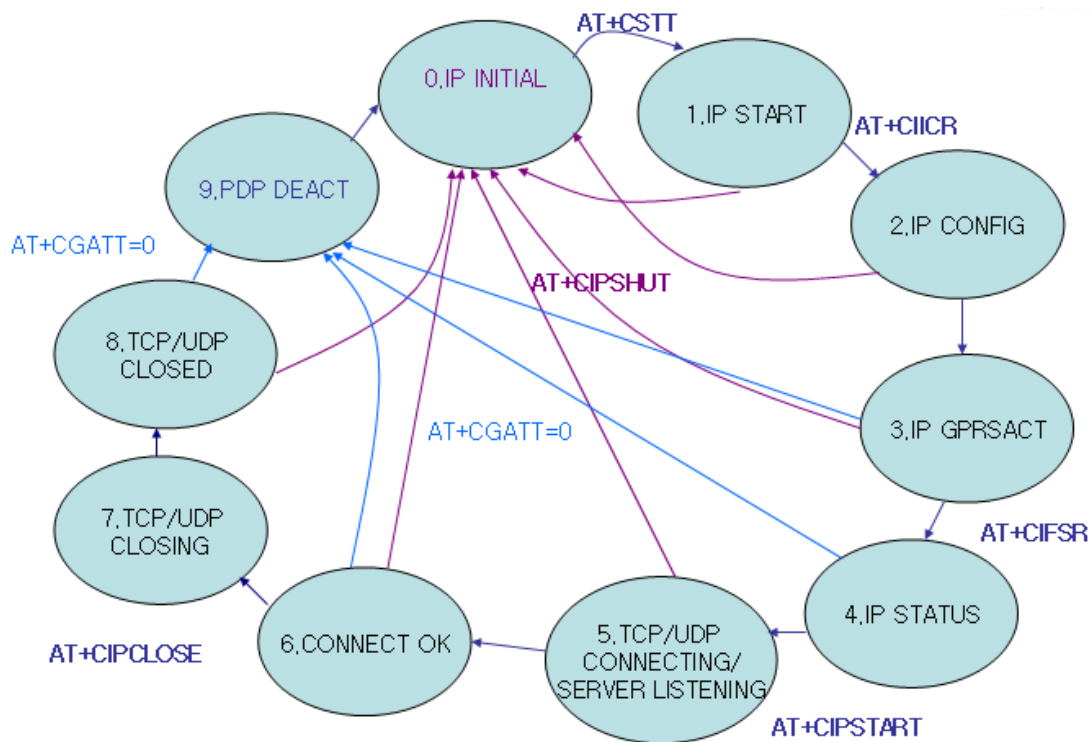 AT+CSTT
0,IP INITIAL
1,IP START
AT+CIICR
9,PDP DEACT
2,IP CONFIG
AT+CGATT=0
AT+CIPSHUT
8,TCP/UDP
CLOSED
AT+CGATT=0
3,IP GPRSACT
7,TCP/UDP
CLOSING
AT+CIFSR
4,IP STATUS
6,CONNECT OK
5,TCP/UDP
CONNECTING/
SERVER LISTENING
AT+CIPCLOSE
AT+CIPSTART